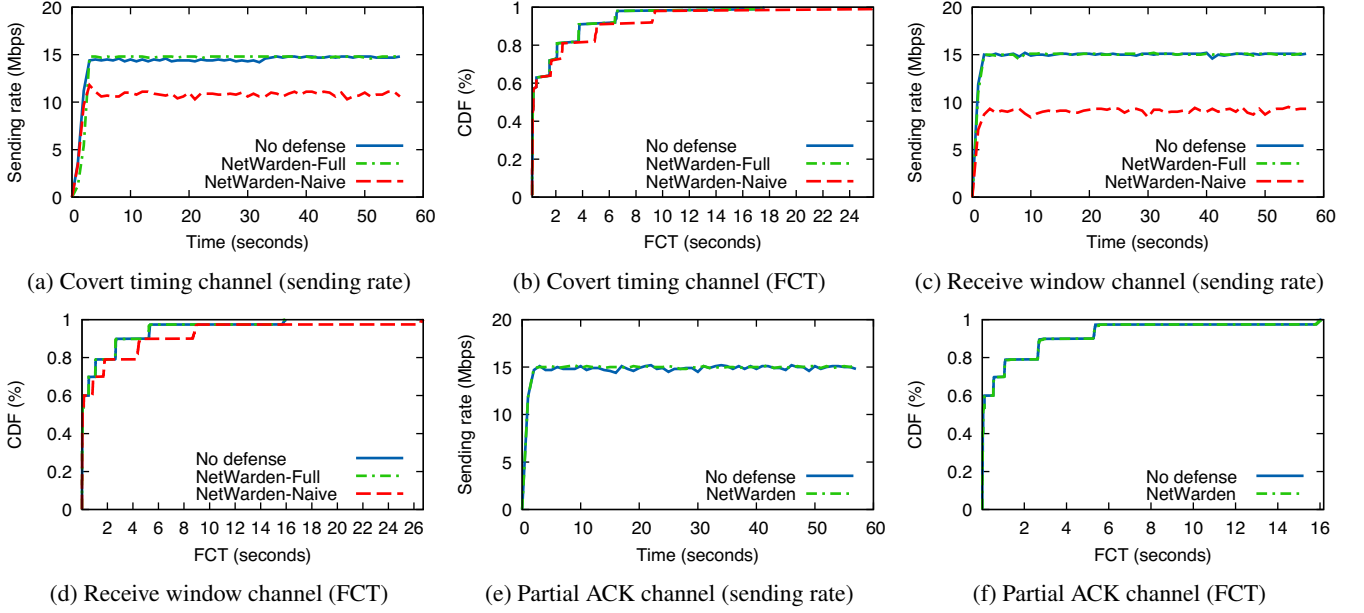 20
15
10
5
0
0 10 20 30 40 50 60
Sending rate (Mbps)
Time (seconds)
No defense
NetWarden-Full
NetWarden-Naive
(a) Covert timing channel (sending rate)
1
0.8
0.6
0.4
0.2
0
2 4 6 8 10 12 14 16 18 20 22 24
CDF (%)
FCT (seconds)
No defense
NetWarden-Full
NetWarden-Naive
(b) Covert timing channel (FCT)
20
15
10
5
0
0 10 20 30 40 50 60
Sending rate (Mbps)
Time (seconds)
No defense
NetWarden-Full
NetWarden-Naive
(c) Receive window channel (sending rate)
1
0.8
0.6
0.4
0.2
0
2 4 6 8 10 12 14 16 18 20 22 24 26
CDF (%)
FCT (seconds)
No defense
NetWarden-Full
NetWarden-Naive
(d) Receive window channel (FCT)
20
15
10
5
0
0 10 20 30 40 50 60
Sending rate (Mbps)
Time (seconds)
No defense
NetWarden
(e) Partial ACK channel (sending rate)
1
0.8
0.6
0.4
0.2
0
2 4 6 8 10 12 14 16
CDF (%)
FCT (seconds)
No defense
NetWarden
(f) Partial ACK channel (FCT)